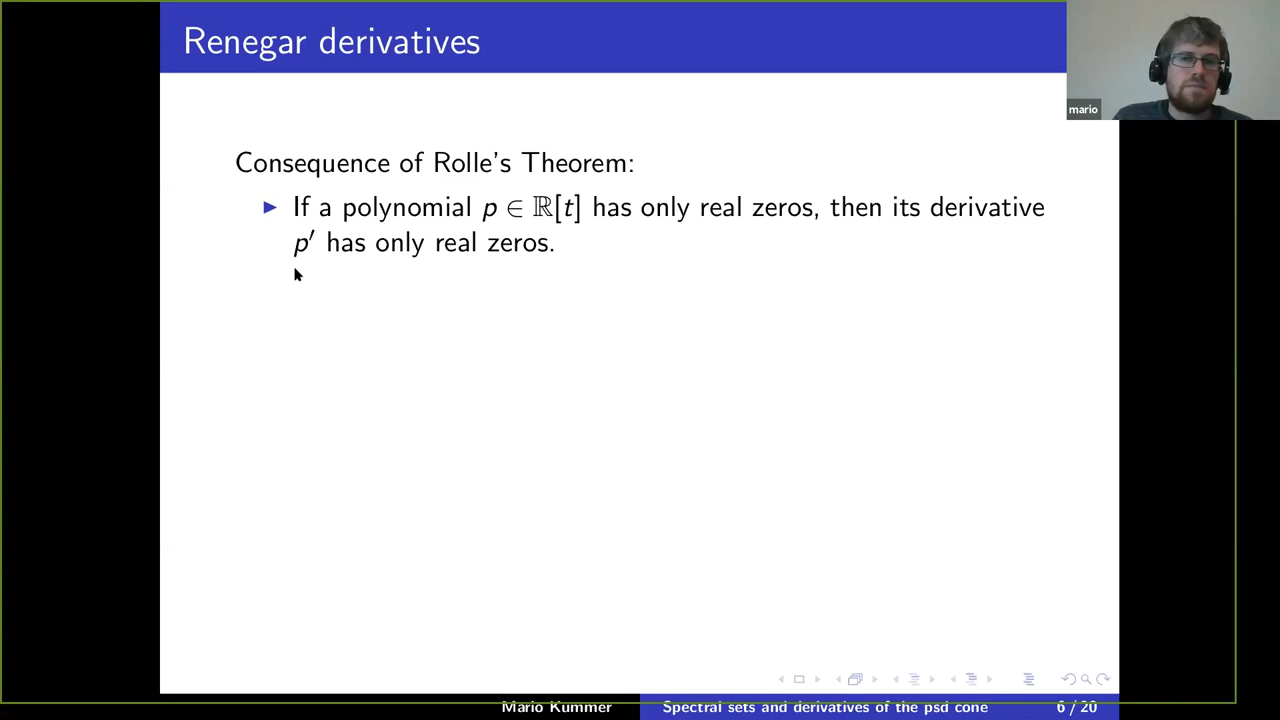 Renegar derivatives
mario
Consequence of Rolle's Theorem:
If a polynomial p ∈ ℝ[t] has only real zeros, then its derivative
p′ has only real zeros.
Mario Kummer
Spectral sets and derivatives of the psd cone
6 / 20